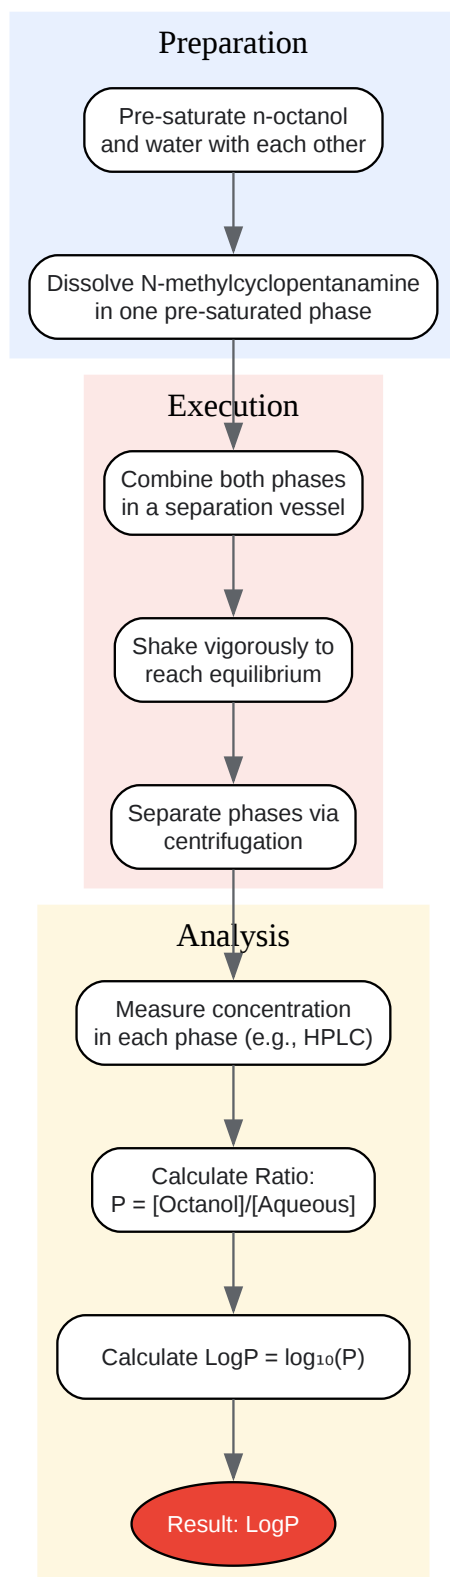 Preparation
Pre-saturate n-octanol
and water with each other
Dissolve N-methylcyclopentanamine
in one pre-saturated phase
Execution
Combine both phases
in a separation vessel
Shake vigorously to
reach equilibrium
Separate phases via
centrifugation
Analysis
Measure concentration
in each phase (e.g., HPLC)
Calculate Ratio:
P = [Octanol]/[Aqueous]
Calculate LogP = log₁₀(P)
Result: LogP